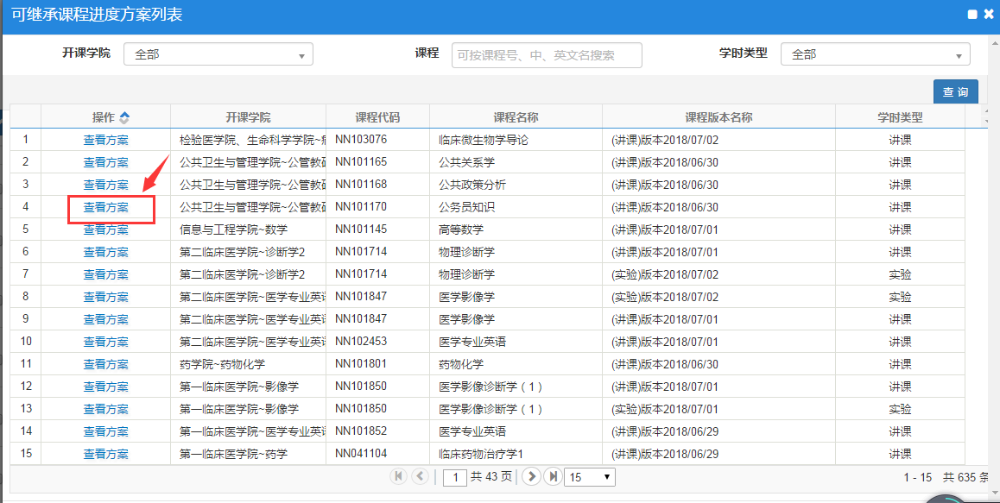 可继承课程进度方案列表
开课学院 全部 课程 可按课程号、中、英文名搜索 学时类型 全部
查 询
操作 开课学院 课程代码 课程名称 课程版本名称 学时类型
1 查看方案 检验医学院、生命科学学院~ NN103076 临床微生物学导论 (讲课)版本2018/07/02 讲课
2 查看方案 公共卫生与管理学院~公管教 NN101165 公共关系学 (讲课)版本2018/06/30 讲课
3 查看方案 公共卫生与管理学院~公管教 NN101168 公共政策分析 (讲课)版本2018/06/30 讲课
4 查看方案 公共卫生与管理学院~公管教 NN101170 公务员知识 (讲课)版本2018/06/30 讲课
5 查看方案 信息与工程学院~数学 NN101145 高等数学 (讲课)版本2018/07/01 讲课
6 查看方案 第二临床医学院~诊断学2 NN101714 物理诊断学 (讲课)版本2018/07/01 讲课
7 查看方案 第二临床医学院~诊断学2 NN101714 物理诊断学 (实验)版本2018/07/02 实验
8 查看方案 第二临床医学院~医学专业英 NN101847 医学影像学 (实验)版本2018/07/02 实验
9 查看方案 第二临床医学院~医学专业英 NN101847 医学影像学 (讲课)版本2018/07/01 讲课
10 查看方案 第二临床医学院~医学专业英 NN102453 医学专业英语 (讲课)版本2018/07/01 讲课
11 查看方案 药学院~药物化学 NN101801 药物化学 (讲课)版本2018/06/30 讲课
12 查看方案 第一临床医学院~影像学 NN101850 医学影像诊断学（1） (讲课)版本2018/07/01 讲课
13 查看方案 第一临床医学院~影像学 NN101850 医学影像诊断学（1） (实验)版本2018/07/01 实验
14 查看方案 第一临床医学院~医学专业英 NN101852 医学专业英语 (讲课)版本2018/06/29 讲课
15 查看方案 第一临床医学院~药学 NN041104 临床药物治疗学1 (讲课)版本2018/06/29 讲课
1 共 43 页 15 1 - 15 共 635 条